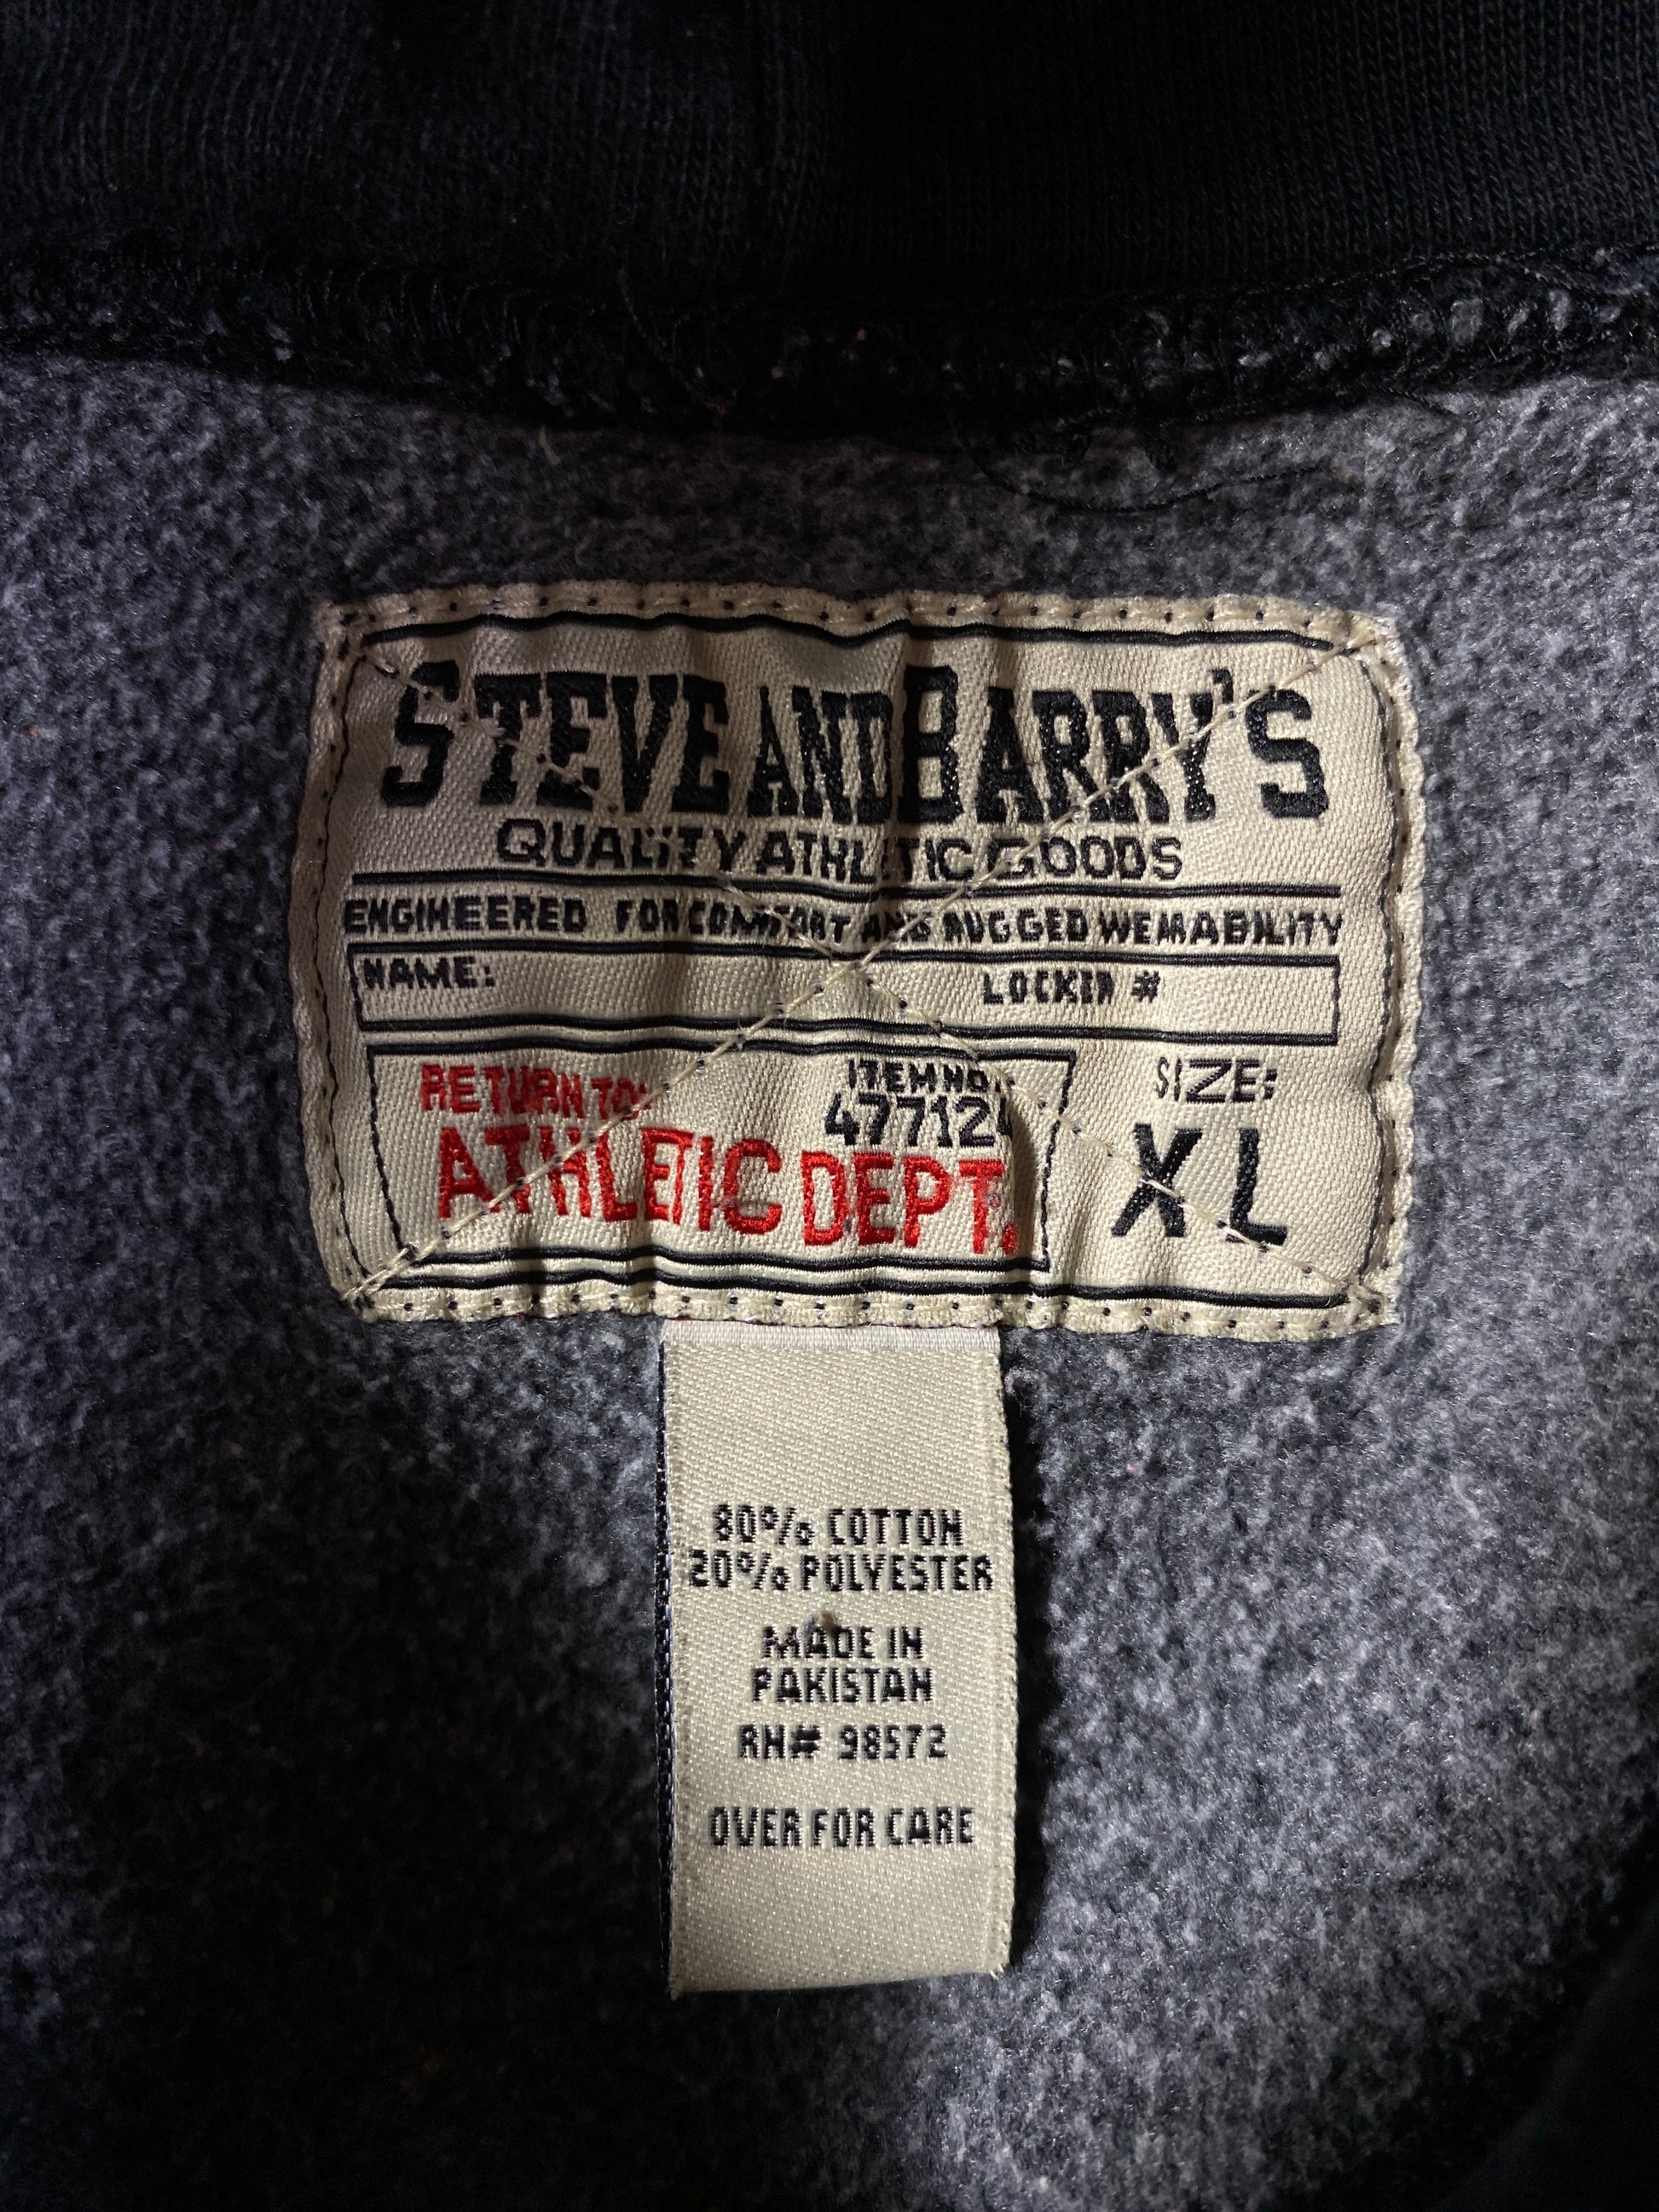 STEVE AND BARRY'S
QUALITY ATHLETIC GOODS
ENGINEERED FOR COMFORT AND RUGGED WEARABILITY
NAME: LOCKER #
RETURN TO: ITEM NO.
ATHLETIC DEPT.
SIZE:
XL
80% COTTON
20% POLYESTER
MADE IN
PAKISTAN
RN# 98572
OVER FOR CARE